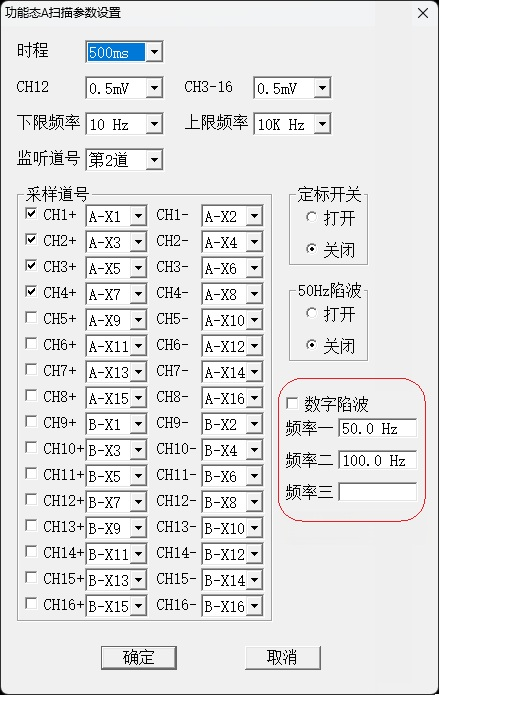 功能态A扫描参数设置
时程 500ms
CH12 0.5mV CH3-16 0.5mV
下限频率 10 Hz 上限频率 10K Hz
监听道号 第2道
采样道号
CH1+ A-X1 CH1- A-X2
CH2+ A-X3 CH2- A-X4
CH3+ A-X5 CH3- A-X6
CH4+ A-X7 CH4- A-X8
CH5+ A-X9 CH5- A-X10
CH6+ A-X11 CH6- A-X12
CH7+ A-X13 CH7- A-X14
CH8+ A-X15 CH8- A-X16
CH9+ B-X1 CH9- B-X2
CH10+ B-X3 CH10- B-X4
CH11+ B-X5 CH11- B-X6
CH12+ B-X7 CH12- B-X8
CH13+ B-X9 CH13- B-X10
CH14+ B-X11 CH14- B-X12
CH15+ B-X13 CH15- B-X14
CH16+ B-X15 CH16- B-X16
定标开关
打开
关闭
50Hz陷波
打开
关闭
数字陷波
频率一 50.0 Hz
频率二 100.0 Hz
频率三
确定 取消